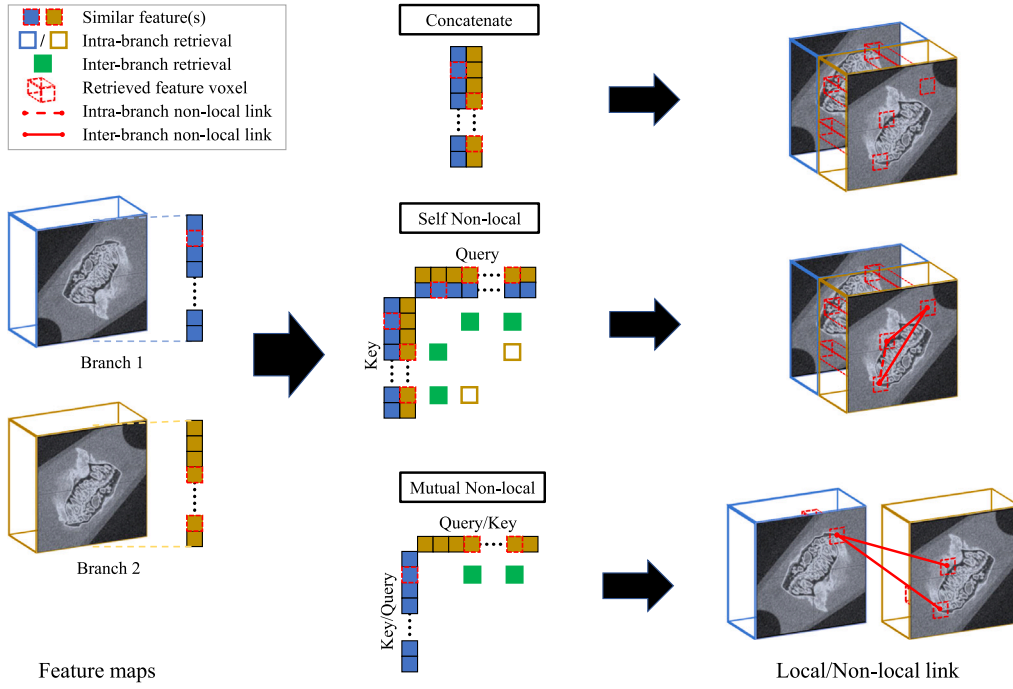 Similar feature(s)
/
Intra-branch retrieval
Inter-branch retrieval
Retrieved feature voxel
Intra-branch non-local link
Inter-branch non-local link
Concatenate
Self Non-local
Query
Key
Branch 1
Branch 2
Mutual Non-local
Query/Key
Key/Query
Feature maps
Local/Non-local link